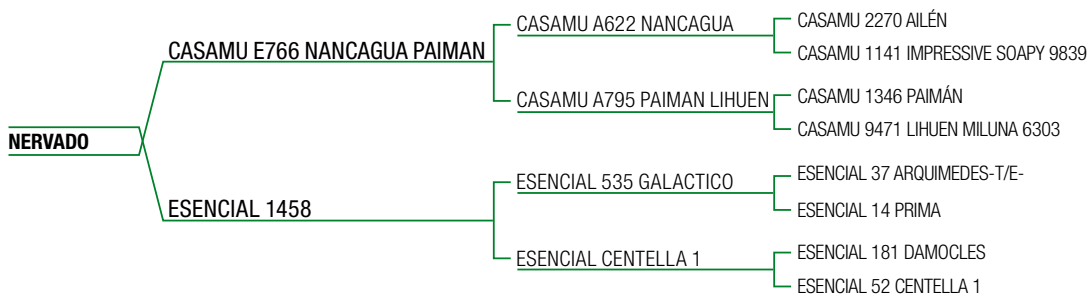 NERVADO
CASAMU E766 NANCAGUA PAIMAN
ESENCIAL 1458
CASAMU A622 NANCAGUA
CASAMU A795 PAIMAN LIHUEN
ESENCIAL 535 GALACTICO
ESENCIAL CENTELLA 1
CASAMU 2270 AILÉN
CASAMU 1141 IMPRESSIVE SOAPY 9839
CASAMU 1346 PAIMÁN
CASAMU 9471 LIHUEN MILUNA 6303
ESENCIAL 37 ARQUIMEDES-T/E-
ESENCIAL 14 PRIMA
ESENCIAL 181 DAMOCLES
ESENCIAL 52 CENTELLA 1